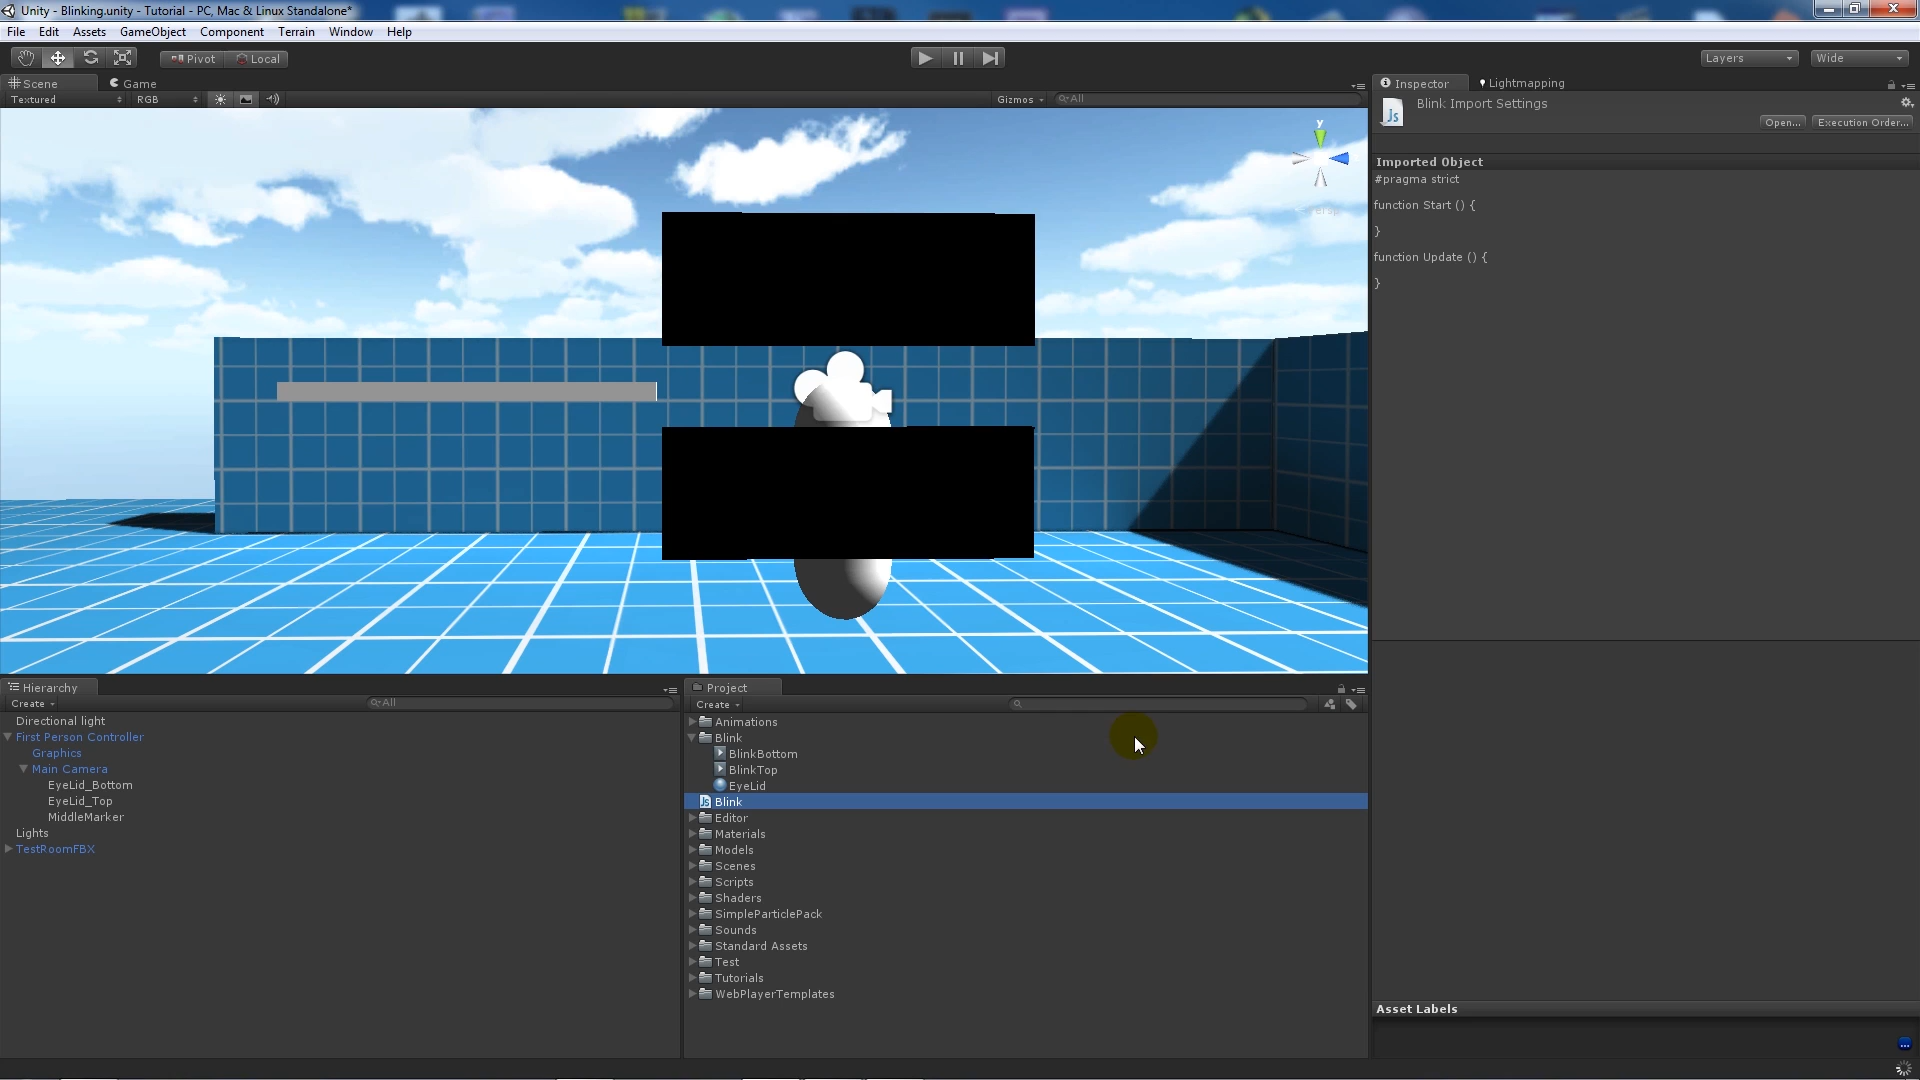 Unity - Blinking.unity - Tutorial - PC, Mac & Linux Standalone*
File Edit Assets GameObject Component Terrain Window Help
Pivot Local Layers Wide
Scene Game
Textured RGB Gizmos All
Inspector Lightmapping
Blink Import Settings
Js
Open... Execution Order...
Imported Object
#pragma strict
function Start () {
}
function Update () {
}
y
Hierarchy
Create All
Directional light
First Person Controller
Graphics
Main Camera
EyeLid_Bottom
EyeLid_Top
MiddleMarker
Lights
TestRoomFBX
Project
Create
Animations
Blink
BlinkBottom
BlinkTop
EyeLid
Js Blink
Editor
Materials
Models
Scenes
Scripts
Shaders
SimpleParticlePack
Sounds
Standard Assets
Test
Tutorials
WebPlayerTemplates
Asset Labels
...